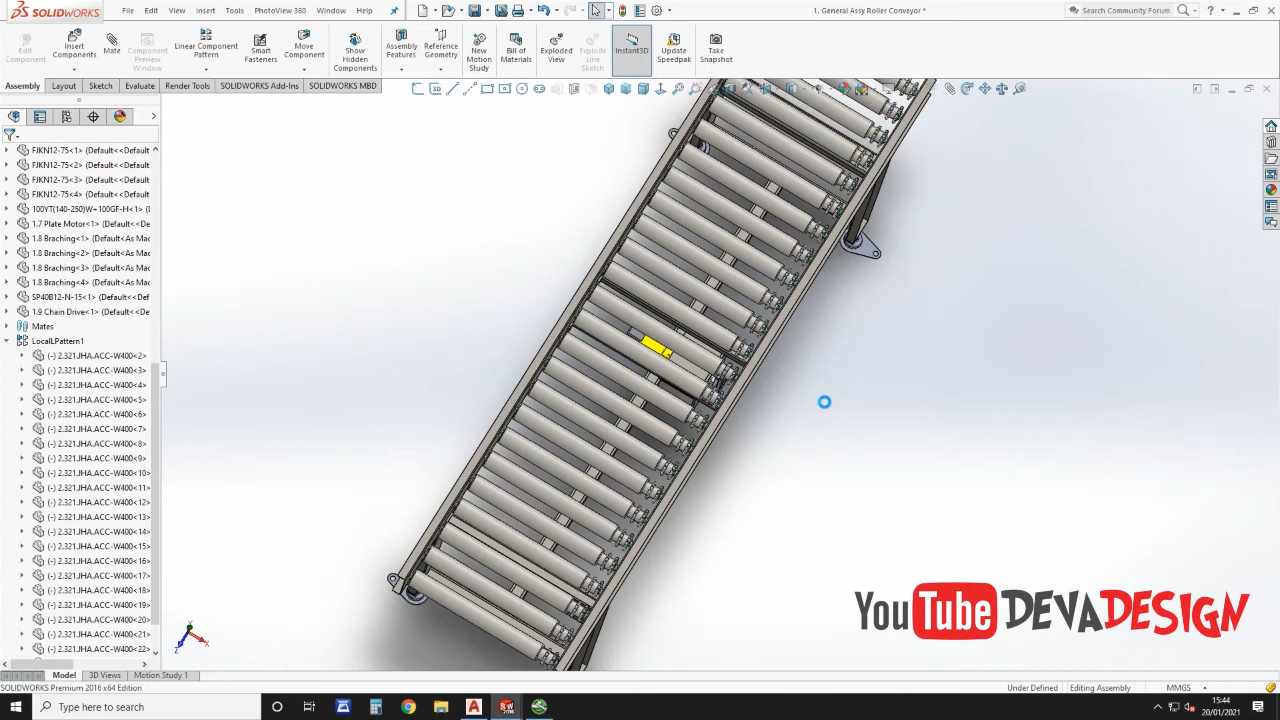 SOLIDWORKS File Edit View Insert Tools PhotoView 360 Window Help 1. General Assy Roller Conveyor * Search Community Forum
Edit Component
Insert Components
Mate
Component Preview Window
Linear Component Pattern
Smart Fasteners
Move Component
Show Hidden Components
Assembly Features
Reference Geometry
New Motion Study
Bill of Materials
Exploded View
Explode Line Sketch
Instant3D
Update Speedpak
Take Snapshot
Assembly Layout Sketch Evaluate Render Tools SOLIDWORKS Add-Ins SOLIDWORKS MBD
FJKN12-75<1> (Default<<Default
FJKN12-75<2> (Default<<Default
FJKN12-75<3> (Default<<Default
FJKN12-75<4> (Default<<Default
100YT(140-250)W+100GF-H<1> (
1.7 Plate Motor<1> (Default<<De
1.8 Braching<1> (Default<As Mac
1.8 Braching<2> (Default<As Mac
1.8 Braching<3> (Default<As Mac
1.8 Braching<4> (Default<As Mac
SP40B12-N-15<1> (Default<<Def
1.9 Chain Drive<1> (Default<<De
Mates
LocalLPattern1
(-) 2.321.JHA.ACC-W400<2>
(-) 2.321.JHA.ACC-W400<3>
(-) 2.321.JHA.ACC-W400<4>
(-) 2.321.JHA.ACC-W400<5>
(-) 2.321.JHA.ACC-W400<6>
(-) 2.321.JHA.ACC-W400<7>
(-) 2.321.JHA.ACC-W400<8>
(-) 2.321.JHA.ACC-W400<9>
(-) 2.321.JHA.ACC-W400<10>
(-) 2.321.JHA.ACC-W400<11>
(-) 2.321.JHA.ACC-W400<12>
(-) 2.321.JHA.ACC-W400<13>
(-) 2.321.JHA.ACC-W400<14>
(-) 2.321.JHA.ACC-W400<15>
(-) 2.321.JHA.ACC-W400<16>
(-) 2.321.JHA.ACC-W400<17>
(-) 2.321.JHA.ACC-W400<18>
(-) 2.321.JHA.ACC-W400<19>
(-) 2.321.JHA.ACC-W400<20>
(-) 2.321.JHA.ACC-W400<21>
(-) 2.321.JHA.ACC-W400<22>
YouTube DEVADESIGN
Model 3D Views Motion Study 1
SOLIDWORKS Premium 2016 x64 Edition Under Defined Editing Assembly MMGS
Type here to search
15:44
20/01/2021